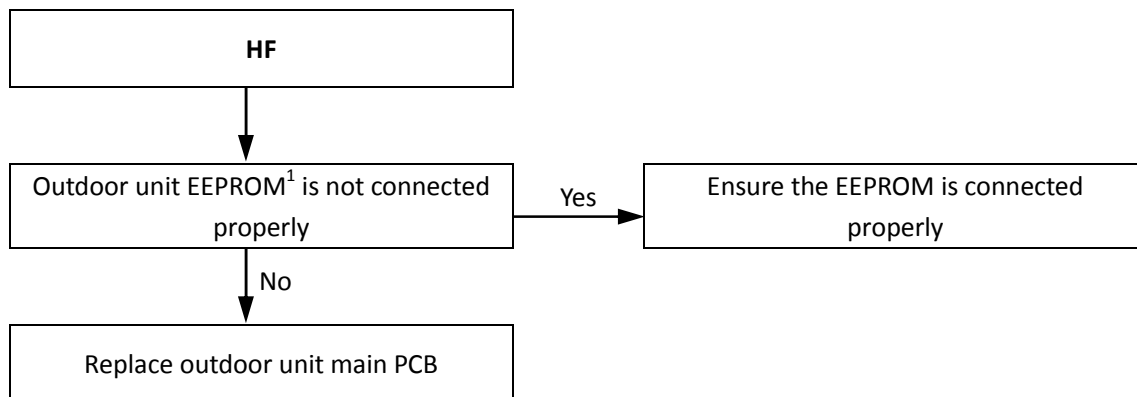 HF
Outdoor unit EEPROM¹ is not connected
properly
Yes
Ensure the EEPROM is connected
properly
No
Replace outdoor unit main PCB